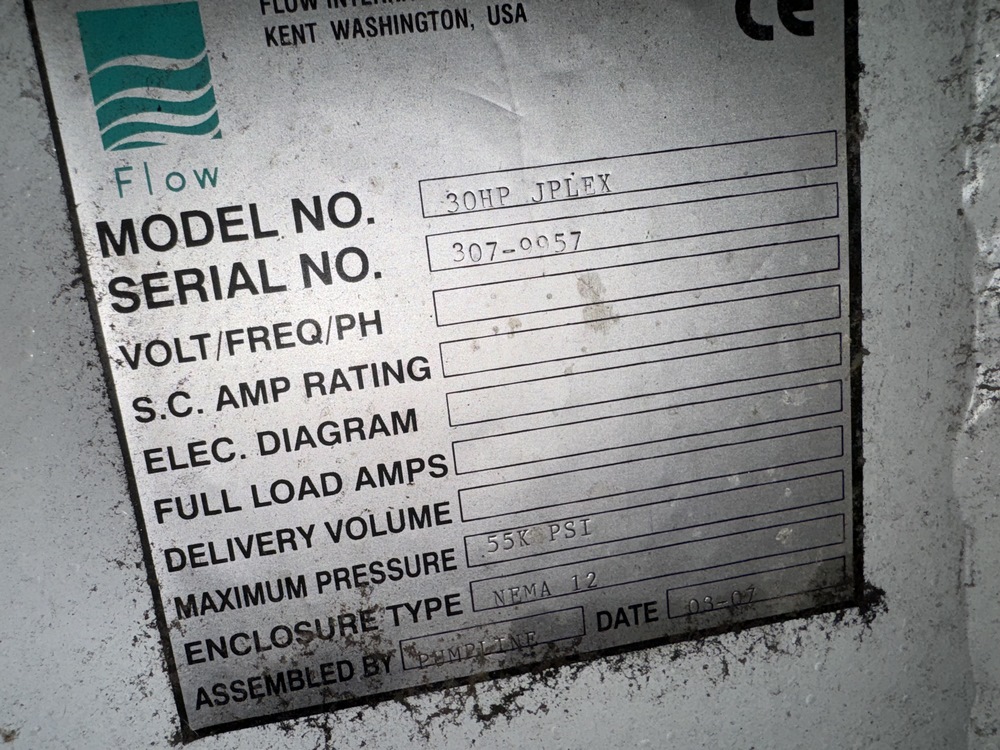 FLOW
KENT WASHINGTON, USA
CE
Flow
MODEL NO. 30HP JPLEX
SERIAL NO. 307-9957
VOLT/FREQ/PH
S.C. AMP RATING
ELEC. DIAGRAM
FULL LOAD AMPS
DELIVERY VOLUME
MAXIMUM PRESSURE 55K PSI
ENCLOSURE TYPE NEMA 12
ASSEMBLED BY PUMPLINE DATE 03-07